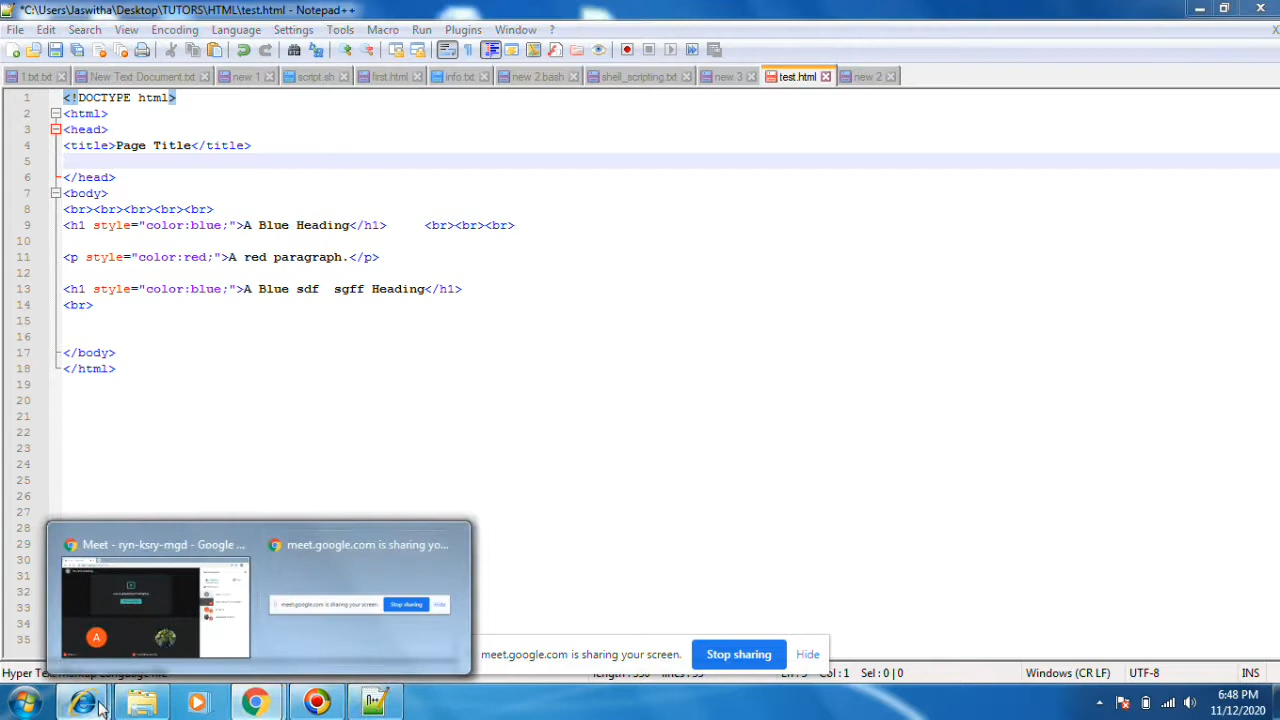 *C:\Users\Jaswitha\Desktop\TUTORS\HTML\test.html - Notepad++
File Edit Search View Encoding Language Settings Tools Macro Run Plugins Window ? X
1.txt.txt New Text Document.txt new 1 script.sh first.html info.txt new 2.bash shell_scripting.txt new 3 test.html new 2
1 <!DOCTYPE html>
2 <html>
3 <head>
4 <title>Page Title</title>
5
6 </head>
7 <body>
8 <br><br><br><br><br>
9 <h1 style="color:blue;">A Blue Heading</h1> <br><br><br>
10
11 <p style="color:red;">A red paragraph.</p>
12
13 <h1 style="color:blue;">A Blue sdf sgff Heading</h1>
14 <br>
15
16
17 </body>
18 </html>
19
20
21
22
23
24
25
26
27
28
29
30
31
32
33
34
35
Meet - ryn-ksry-mgd - Google ... meet.google.com is sharing yo...
meet.google.com is sharing your screen. Stop sharing Hide
A
meet.google.com is sharing your screen. Stop sharing Hide
Col : 1 Sel : 0 | 0 Windows (CR LF) UTF-8 INS
6:48 PM
11/12/2020